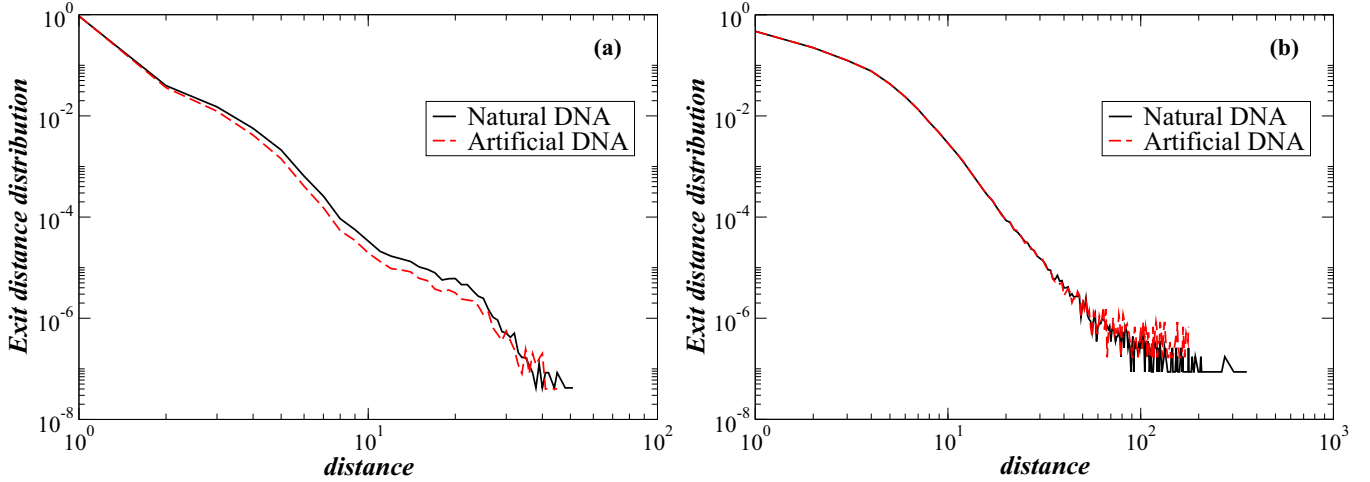 (a)
Exit distance distribution
10^0
10^-2
10^-4
10^-6
10^-8
Natural DNA
Artificial DNA
10^0
10^1
10^2
distance
(b)
Exit distance distribution
10^0
10^-2
10^-4
10^-6
10^-8
Natural DNA
Artificial DNA
10^0
10^1
10^2
10^3
distance